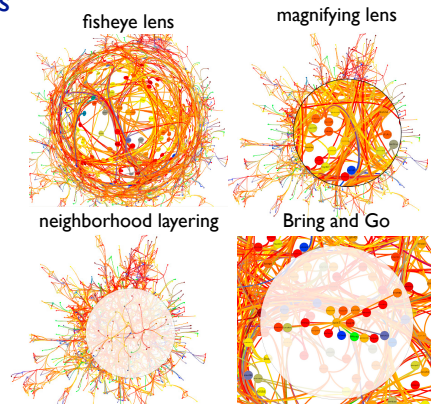 s
fisheye lens
magnifying lens
neighborhood layering
Bring and Go